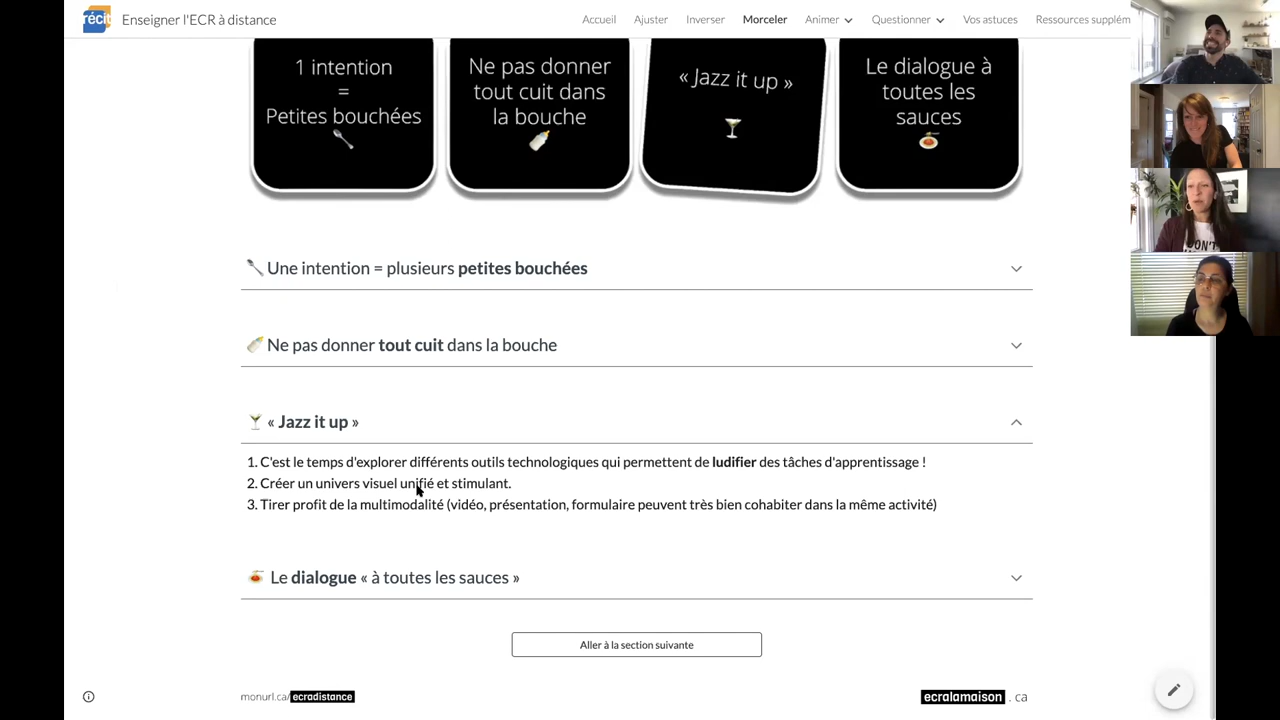 récit
Enseigner l'ECR à distance
Accueil Ajuster Inverser Morceler Animer Questionner Vos astuces Ressources supplém
1 intention
=
Petites bouchées
Ne pas donner
tout cuit dans
la bouche
« Jazz it up »
Le dialogue à
toutes les
sauces
Une intention = plusieurs petites bouchées
Ne pas donner tout cuit dans la bouche
« Jazz it up »
1. C'est le temps d'explorer différents outils technologiques qui permettent de ludifier des tâches d'apprentissage !
2. Créer un univers visuel unifié et stimulant.
3. Tirer profit de la multimodalité (vidéo, présentation, formulaire peuvent très bien cohabiter dans la même activité)
Le dialogue « à toutes les sauces »
Aller à la section suivante
monurl.ca/ecradistance
ecralamaison . ca
DON'T